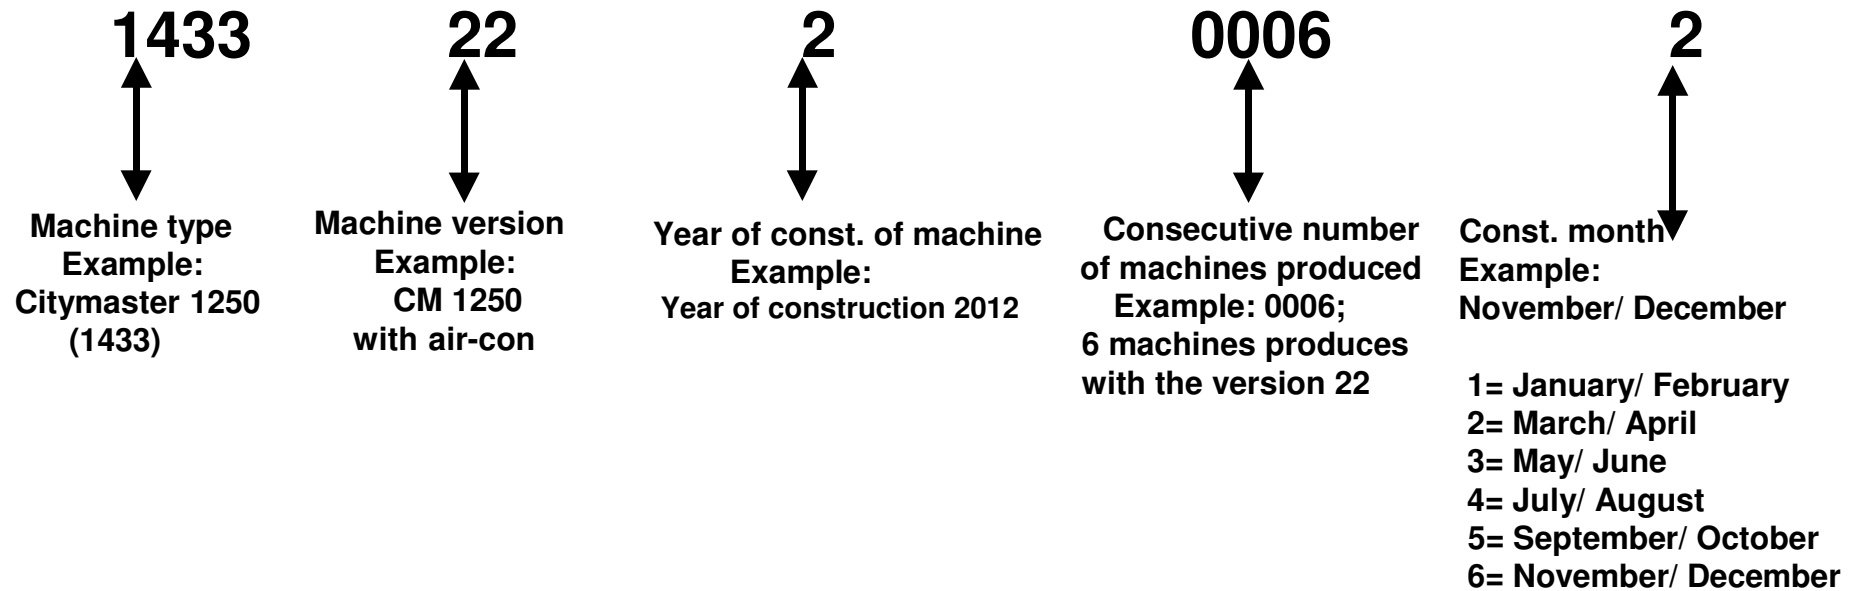 1433 22 2 0006 2
Machine type
Example:
Citymaster 1250
(1433)
Machine version
Example:
CM 1250
with air-con
Year of const. of machine
Example:
Year of construction 2012
Consecutive number
of machines produced
Example: 0006;
6 machines produces
with the version 22
Const. month
Example:
November/ December
1= January/ February
2= March/ April
3= May/ June
4= July/ August
5= September/ October
6= November/ December